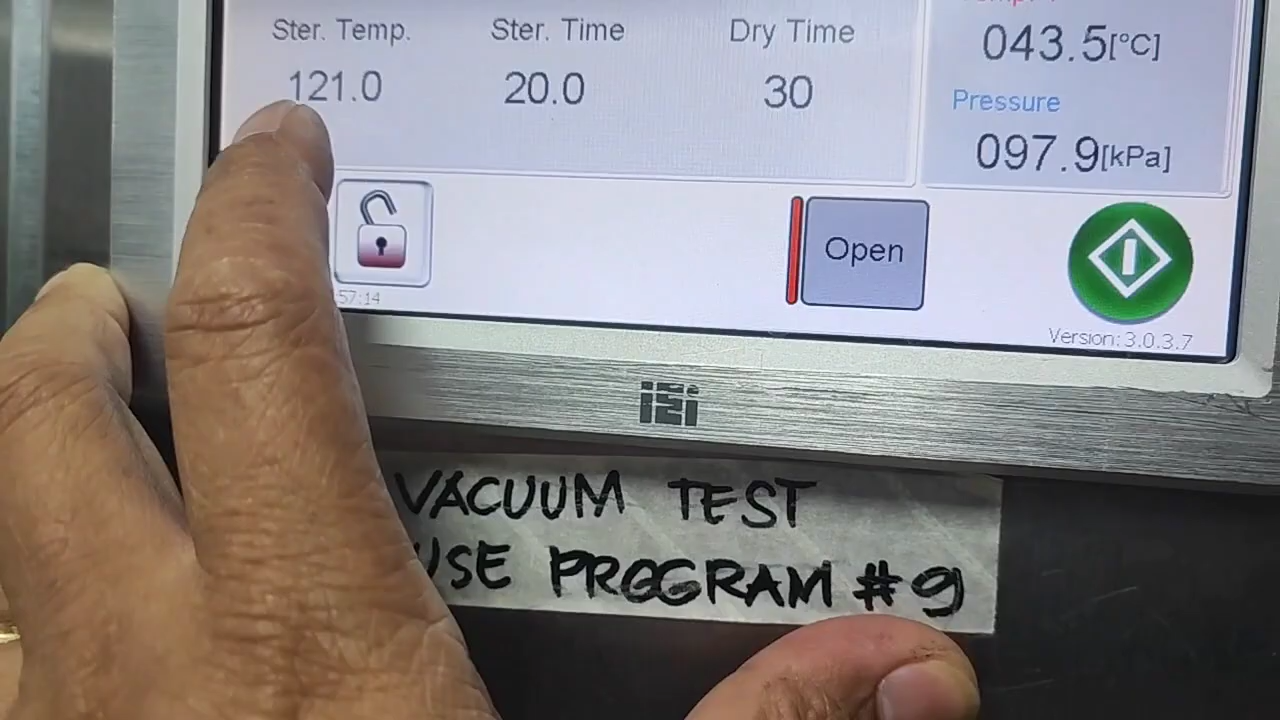 Ster. Temp. Ster. Time Dry Time
121.0 20.0 30
043.5[°C]
Pressure
097.9[kPa]
57:14
Open
Version: 3.0.3.7
iEi
VACUUM TEST
USE PROGRAM #9